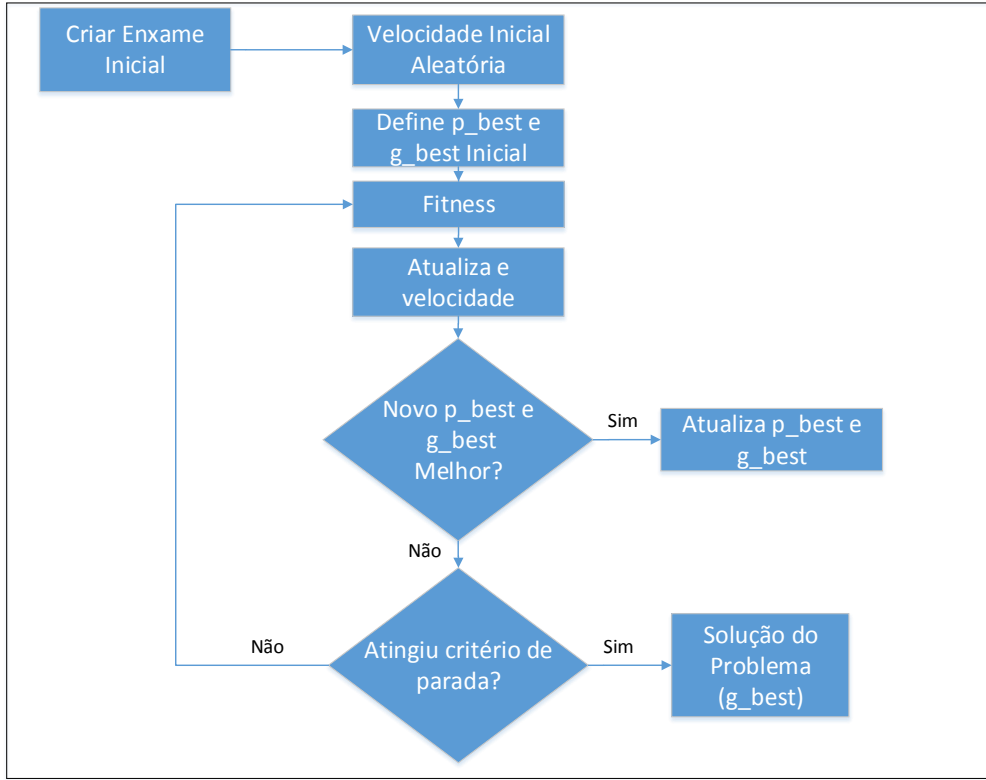 Criar Enxame
Inicial
Velocidade Inicial
Aleatória
Define p_best e
g_best Inicial
Fitness
Atualiza e
velocidade
Novo p_best e
g_best
Melhor?
Sim
Atualiza p_best e
g_best
Não
Atingiu critério de
parada?
Não
Sim
Solução do
Problema
(g_best)